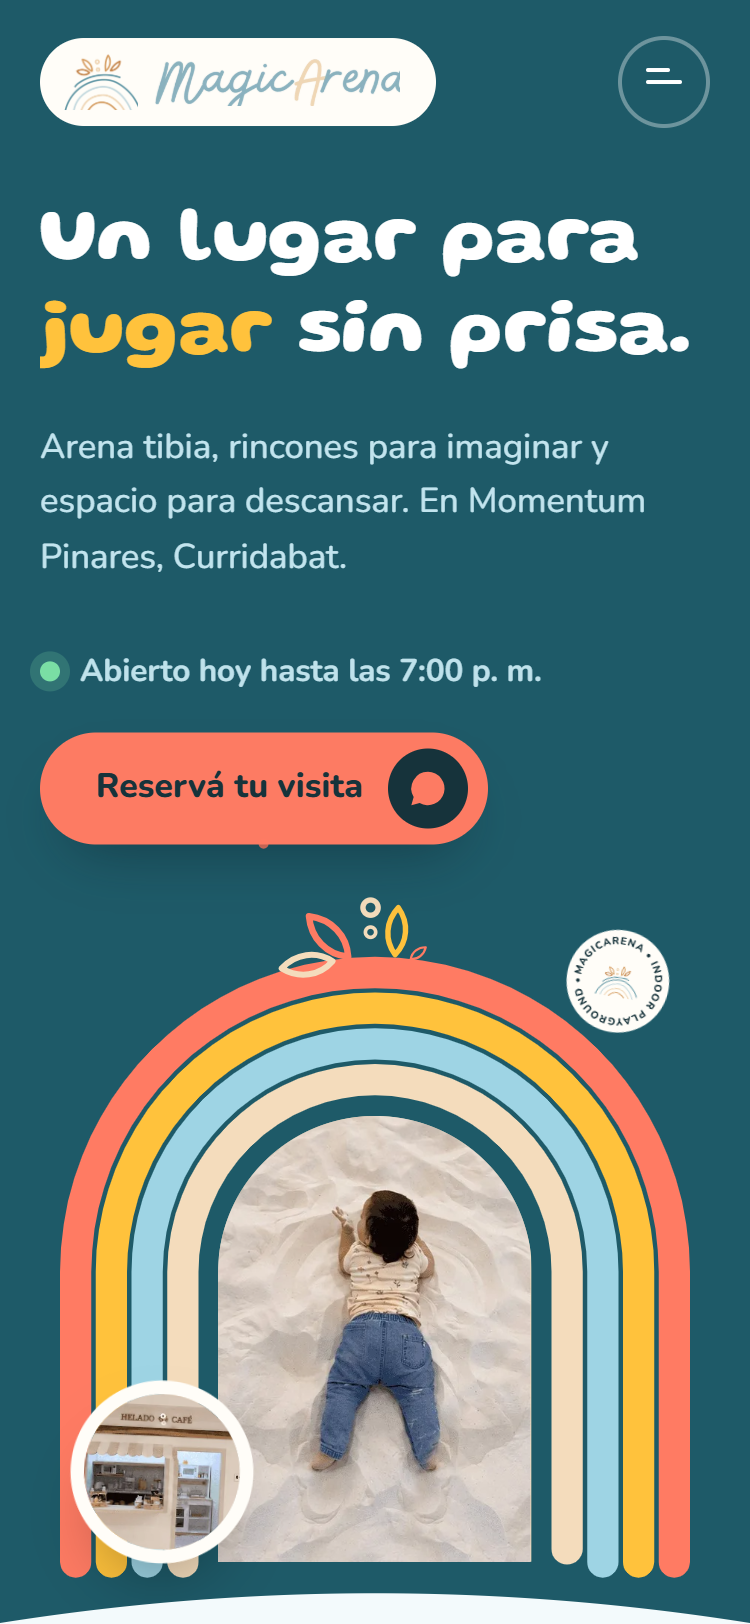 MagicArena
Un lugar para
jugar sin prisa.
Arena tibia, rincones para imaginar y
espacio para descansar. En Momentum
Pinares, Curridabat.
Abierto hoy hasta las 7:00 p. m.
Reservá tu visita
MAGICARENA • INDOOR PLAYGROUND •
HELADO CAFÉ